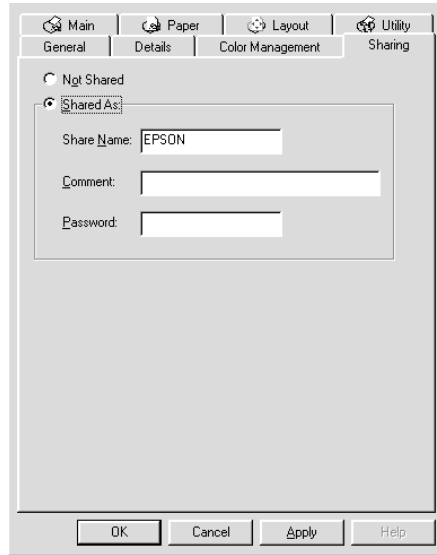 Main Paper Layout Utility
General Details Color Management Sharing
Not Shared
Shared As:
Share Name: EPSON
Comment:
Password:
OK Cancel Apply Help